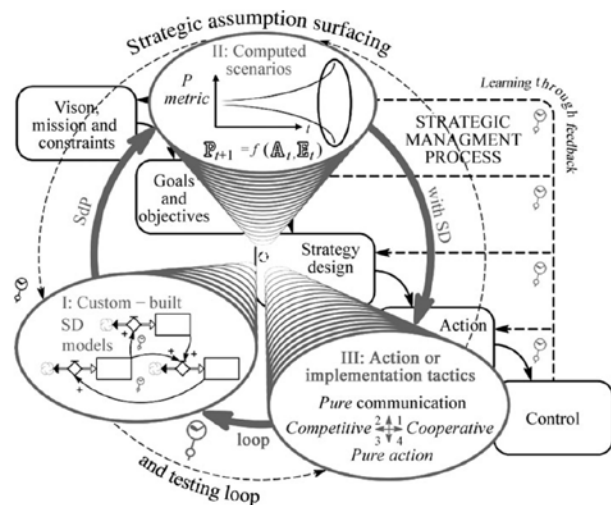 Strategic assumption surfacing
II: Computed scenarios
P
metric
t
ℙt+1 = f (𝔸t, 𝔼t)
Learning through
feedback
Vison,
mission and
constraints
STRATEGIC
MANAGMENT
PROCESS
Goals
and
objectives
SdP
with SD
Strategy
design
I: Custom – built
SD
models
+
+
+
+
Action
III: Action or
implementation tactics
Pure communication
Competitive 2 1 Cooperative
3 4
Pure action
Control
loop
and testing loop